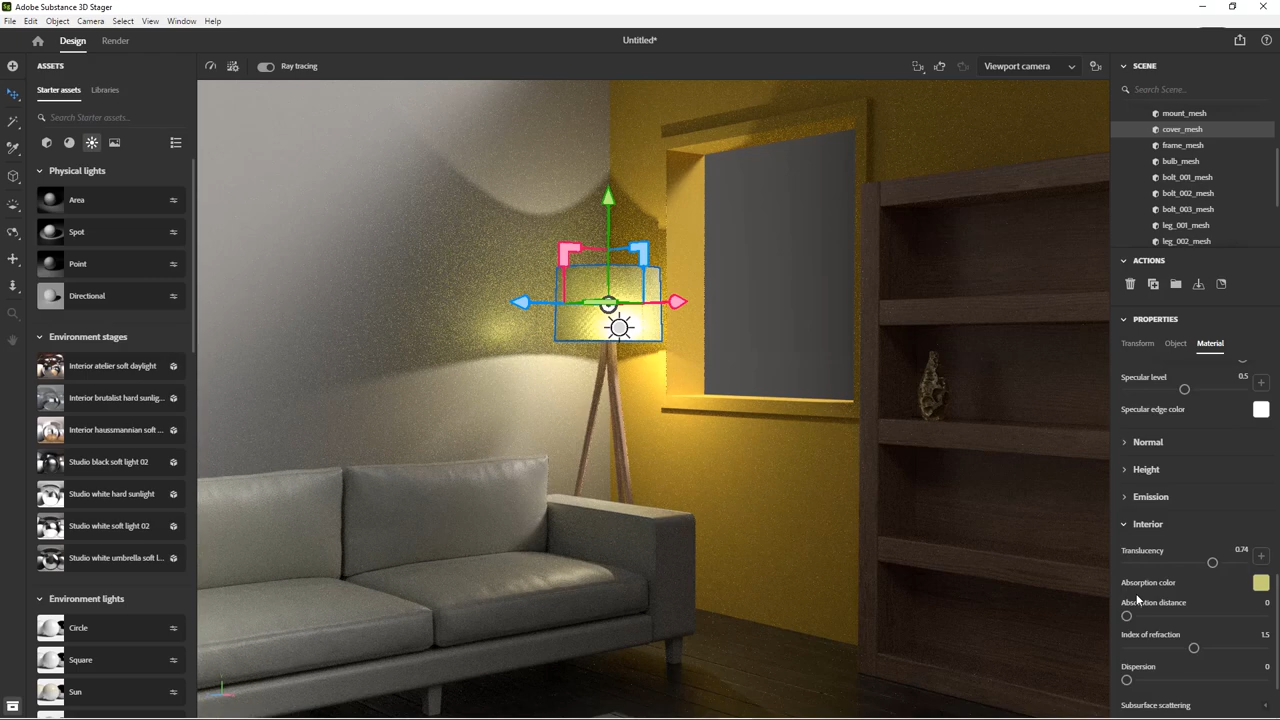 Adobe Substance 3D Stager
File Edit Object Camera Select View Window Help
Design Render Untitled*
ASSETS
Starter assets Libraries
Search Starter assets...
Physical lights
Area
Spot
Point
Directional
Environment stages
Interior atelier soft daylight
Interior brutalist hard sunlig...
Interior haussmannian soft ...
Studio black soft light 02
Studio white hard sunlight
Studio white soft light 02
Studio white umbrella soft l...
Environment lights
Circle
Square
Sun
Ray tracing
Viewport camera
SCENE
Search Scene...
mount_mesh
cover_mesh
frame_mesh
bulb_mesh
bolt_001_mesh
bolt_002_mesh
bolt_003_mesh
leg_001_mesh
leg_002_mesh
ACTIONS
PROPERTIES
Transform Object Material
Specular level 0.5
Specular edge color
Normal
Height
Emission
Interior
Translucency 0.74
Absorption color
Absorption distance 0
Index of refraction 1.5
Dispersion 0
Subsurface scattering